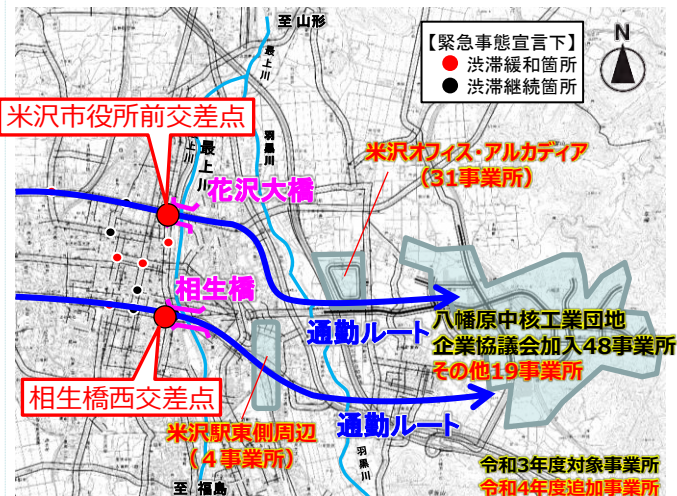 至 山形
N
【緊急事態宣言下】
渋滞緩和箇所
渋滞継続箇所
最上川
羽黒川
米沢市役所前交差点
最上川
花沢大橋
米沢オフィス・アルカディア
（31事業所）
相生橋
通勤ルート
八幡原中核工業団地
企業協議会加入48事業所
その他19事業所
相生橋西交差点
米沢駅東側周辺
（４事業所）
通勤ルート
羽黒川
至 福島
令和3年度対象事業所
令和4年度追加事業所